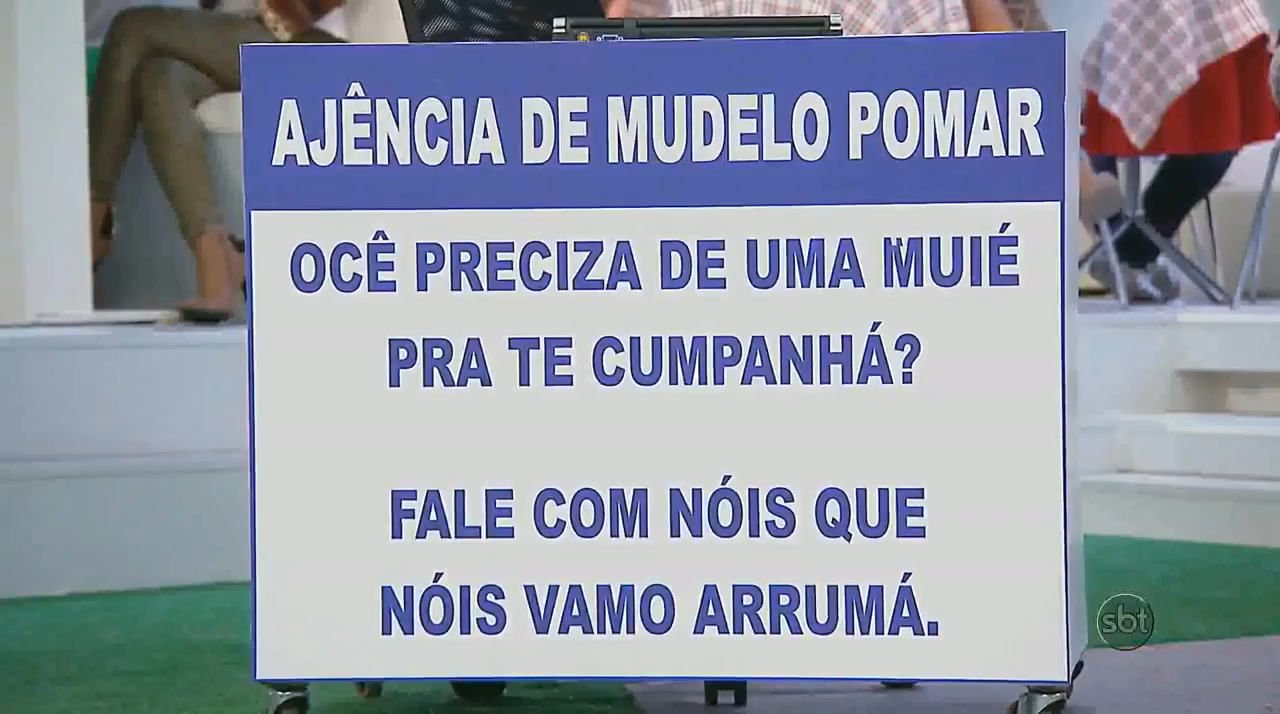 AJÊNCIA DE MUDELO POMAR
OCÊ PRECIZA DE UMA MUIÉ
PRA TE CUMPANHÁ?
FALE COM NÓIS QUE
NÓIS VAMO ARRUMÁ.
sbt